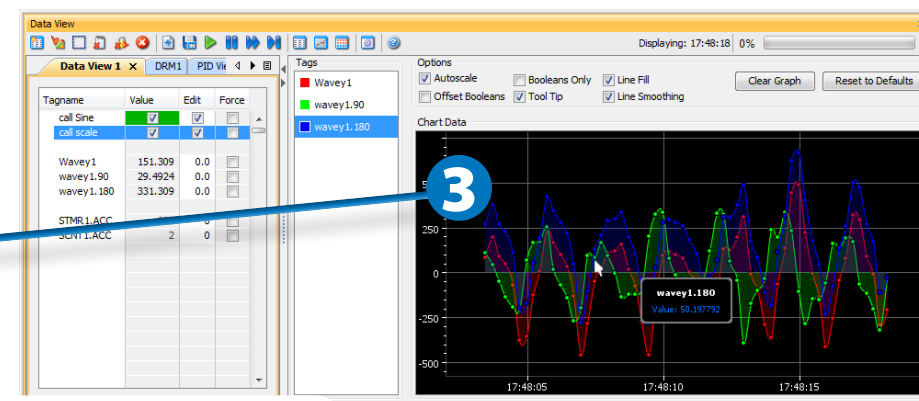 Data View
Displaying: 17:48:18 0%
Data View 1 DRM1 PID Vie
Tagname Value Edit Force
call Sine
call scale
Wavey1 151.309 0.0
wavey1.90 29.4924 0.0
wavey1.180 331.309 0.0
STMR1.ACC 0
SCNT1.ACC 2 0
Tags
Wavey1
wavey1.90
wavey1.180
Options
Autoscale Booleans Only Line Fill
Offset Booleans Tool Tip Line Smoothing
Clear Graph Reset to Defaults
Chart Data
3
250
0
-250
-500
wavey1.180
Value: 50.197792
17:48:05 17:48:10 17:48:15